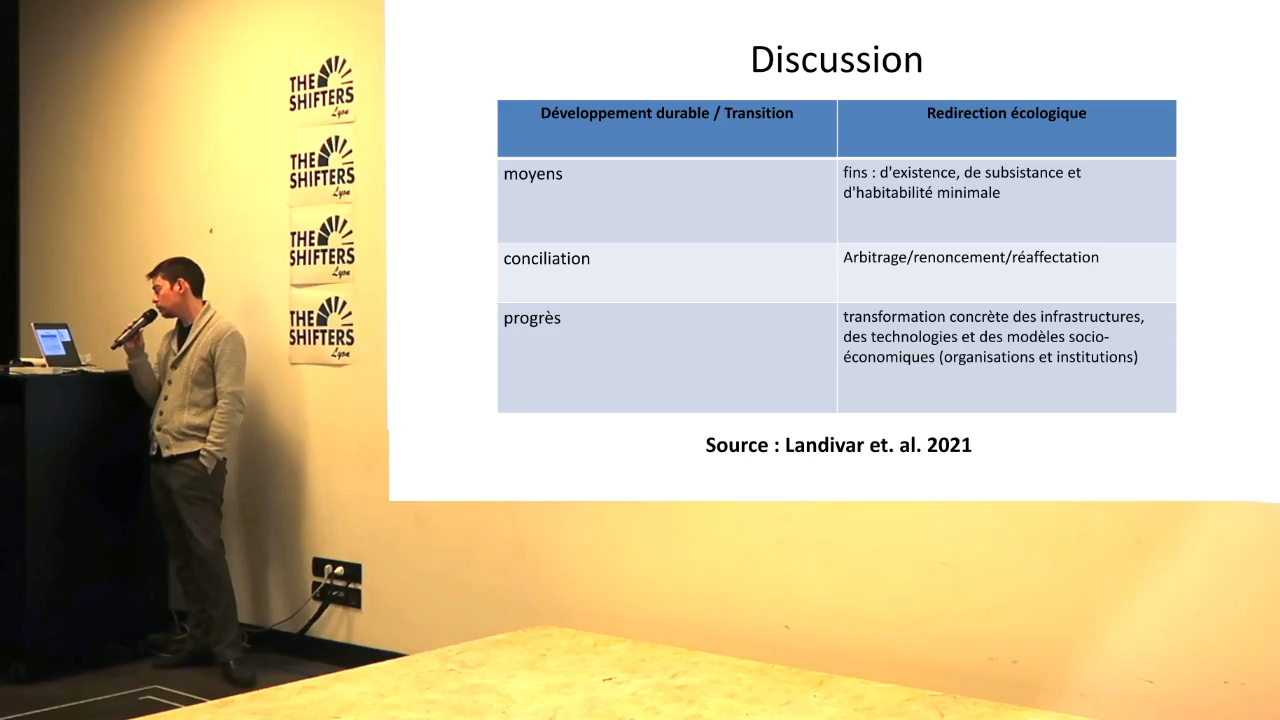 THE
SHIFTERS
Lyon
THE
SHIFTERS
Lyon
THE
SHIFTERS
Lyon
THE
SHIFTERS
Lyon
Discussion
Développement durable / Transition
Redirection écologique
moyens
fins : d'existence, de subsistance et
d'habitabilité minimale
conciliation
Arbitrage/renoncement/réaffectation
progrès
transformation concrète des infrastructures,
des technologies et des modèles socio-
économiques (organisations et institutions)
Source : Landivar et. al. 2021